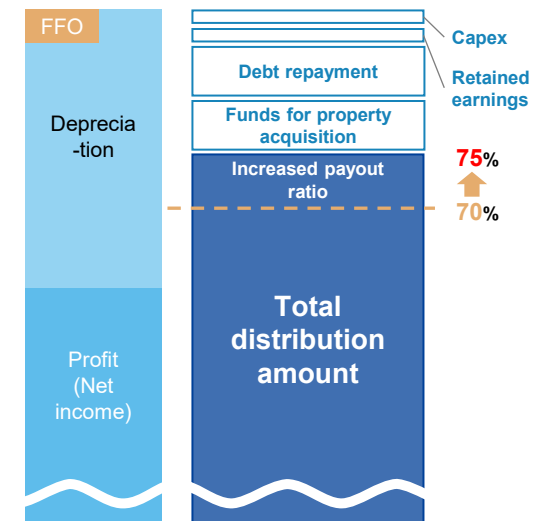 FFO
Deprecia
-tion
Profit
(Net
income)
Capex
Retained
earnings
Debt repayment
Funds for property
acquisition
Increased payout
ratio
75%
70%
Total
distribution
amount